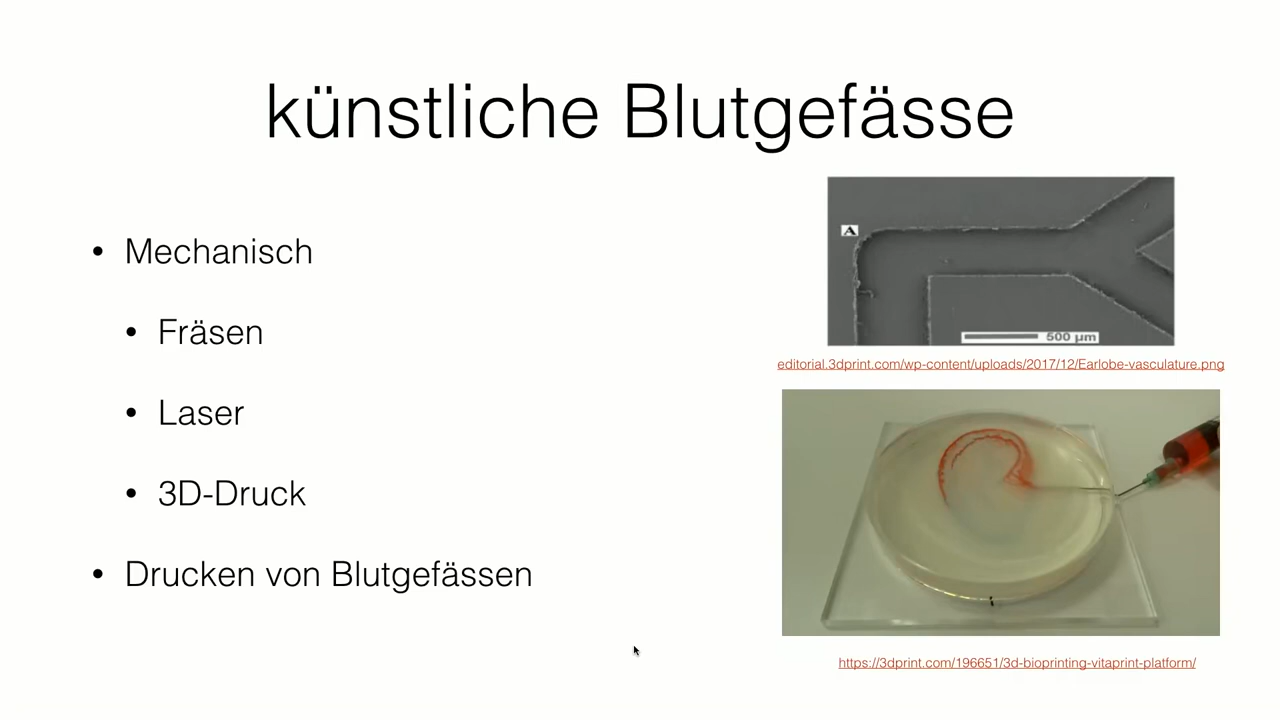 künstliche Blutgefässe
• Mechanisch
• Fräsen
• Laser
• 3D-Druck
• Drucken von Blutgefässen
A
500 µm
editorial.3dprint.com/wp-content/uploads/2017/12/Earlobe-vasculature.png
https://3dprint.com/196651/3d-bioprinting-vitaprint-platform/